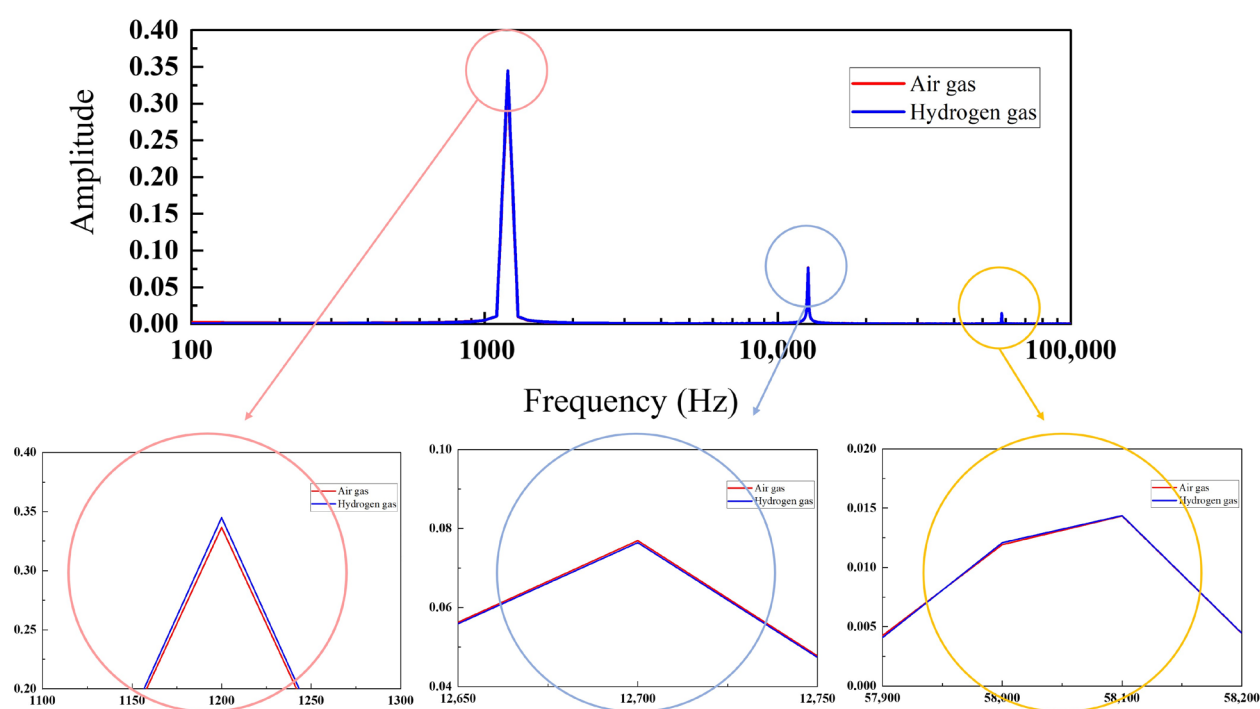 0.40
0.35
0.30
0.25
0.20
0.15
0.10
0.05
0.00
Amplitude
Air gas
Hydrogen gas
100 1000 10,000 100,000
Frequency (Hz)
0.40
0.35
0.30
0.25
0.20
Air gas
Hydrogen gas
1100 1150 1200 1250 1300
0.10
0.08
0.06
0.04
Air gas
Hydrogen gas
12,650 12,700 12,750
0.020
0.015
0.010
0.005
0.000
Air gas
Hydrogen gas
57,900 58,000 58,100 58,200